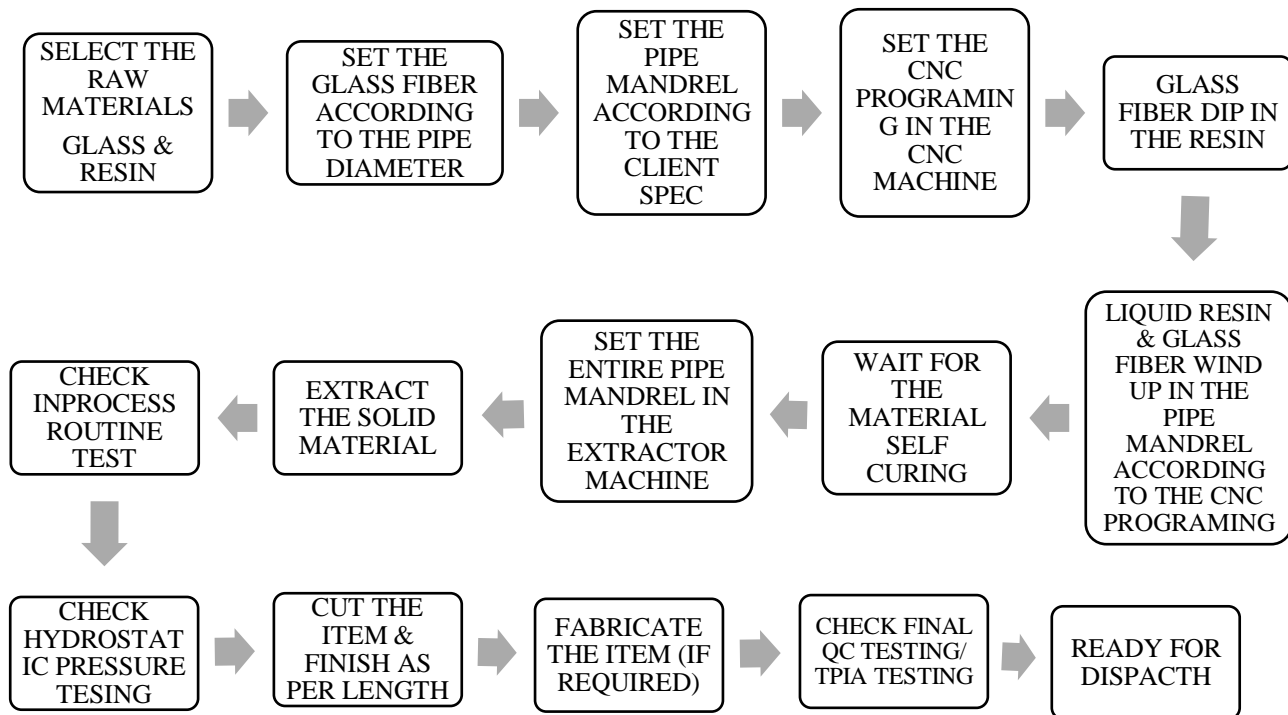 SELECT THE
RAW
MATERIALS
GLASS &
RESIN
SET THE
GLASS FIBER
ACCORDING
TO THE PIPE
DIAMETER
SET THE
PIPE
MANDREL
ACCORDING
TO THE
CLIENT
SPEC
SET THE
CNC
PROGRAMIN
G IN THE
CNC
MACHINE
GLASS
FIBER DIP IN
THE RESIN
LIQUID RESIN
& GLASS
FIBER WIND
UP IN THE
PIPE
MANDREL
ACCORDING
TO THE CNC
PROGRAMING
WAIT FOR
THE
MATERIAL
SELF
CURING
SET THE
ENTIRE PIPE
MANDREL IN
THE
EXTRACTOR
MACHINE
EXTRACT
THE SOLID
MATERIAL
CHECK
INPROCESS
ROUTINE
TEST
CHECK
HYDROSTAT
IC PRESSURE
TESING
CUT THE
ITEM &
FINISH AS
PER LENGTH
FABRICATE
THE ITEM (IF
REQUIRED)
CHECK FINAL
QC TESTING/
TPIA TESTING
READY FOR
DISPACTH